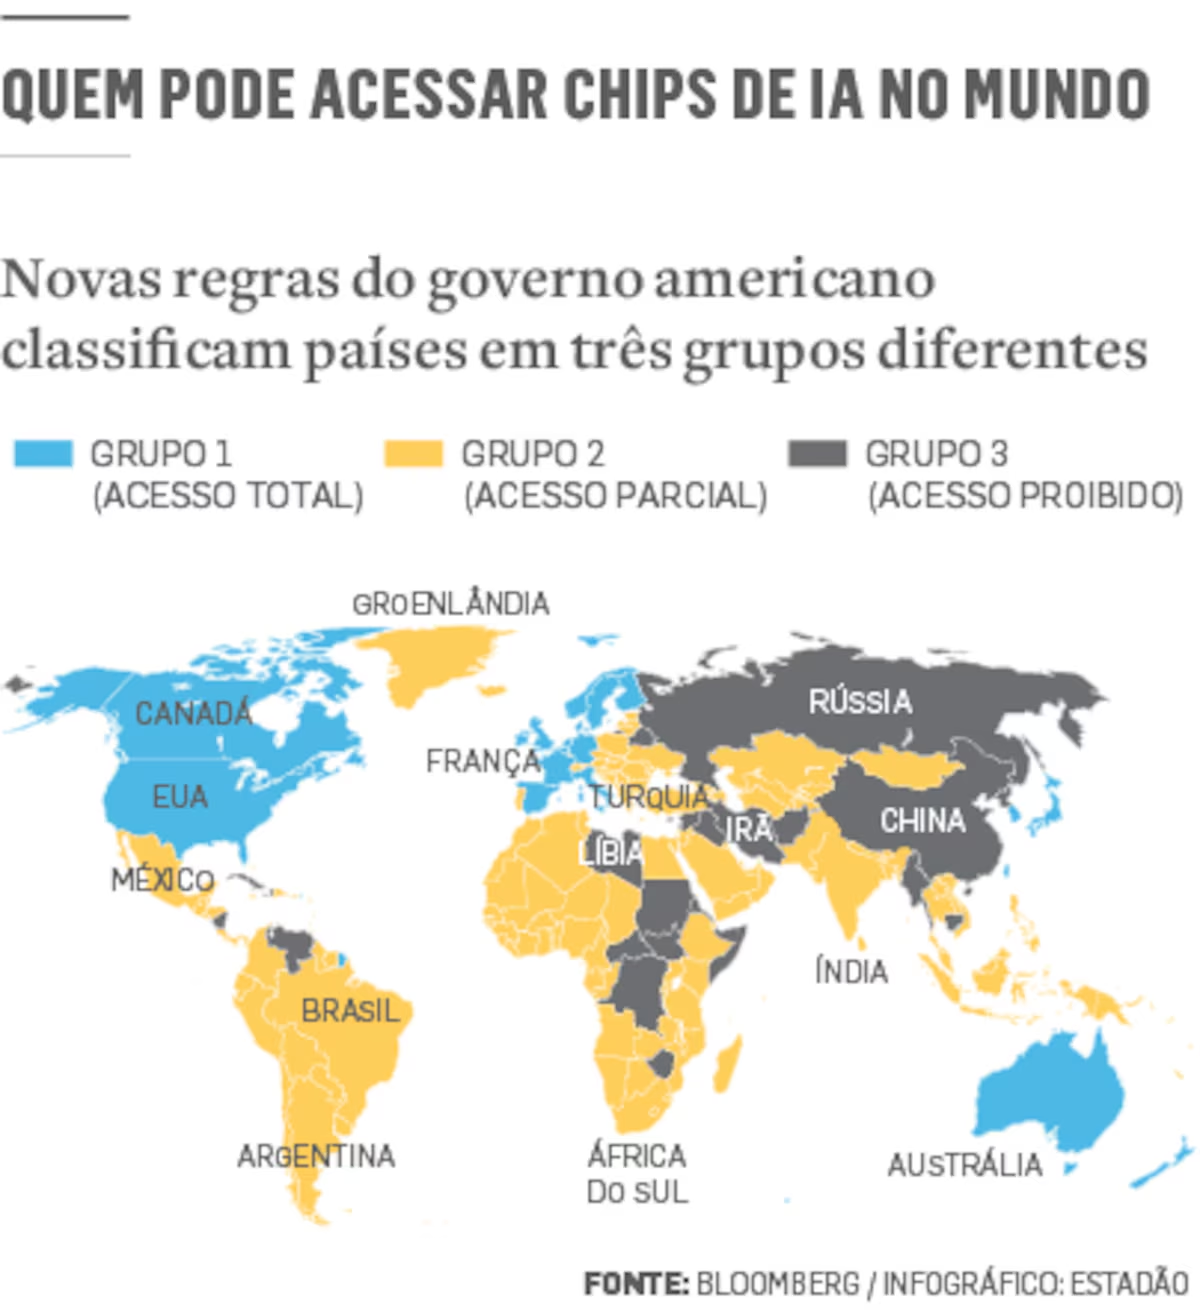 QUEM PODE ACESSAR CHIPS DE IA NO MUNDO
Novas regras do governo americano
classificam países em três grupos diferentes
GRUPO 1
(ACESSO TOTAL)
GRUPO 2
(ACESSO PARCIAL)
GRUPO 3
(ACESSO PROIBIDO)
GROENLÂNDIA
CANADÁ
RÚSSIA
FRANÇA
EUA
TURQUIA
IRÃ
CHINA
LÍBIA
MÉXICO
ÍNDIA
BRASIL
ARGENTINA
ÁFRICA
DO SUL
AUSTRÁLIA
FONTE: BLOOMBERG / INFOGRÁFICO: ESTADÃO